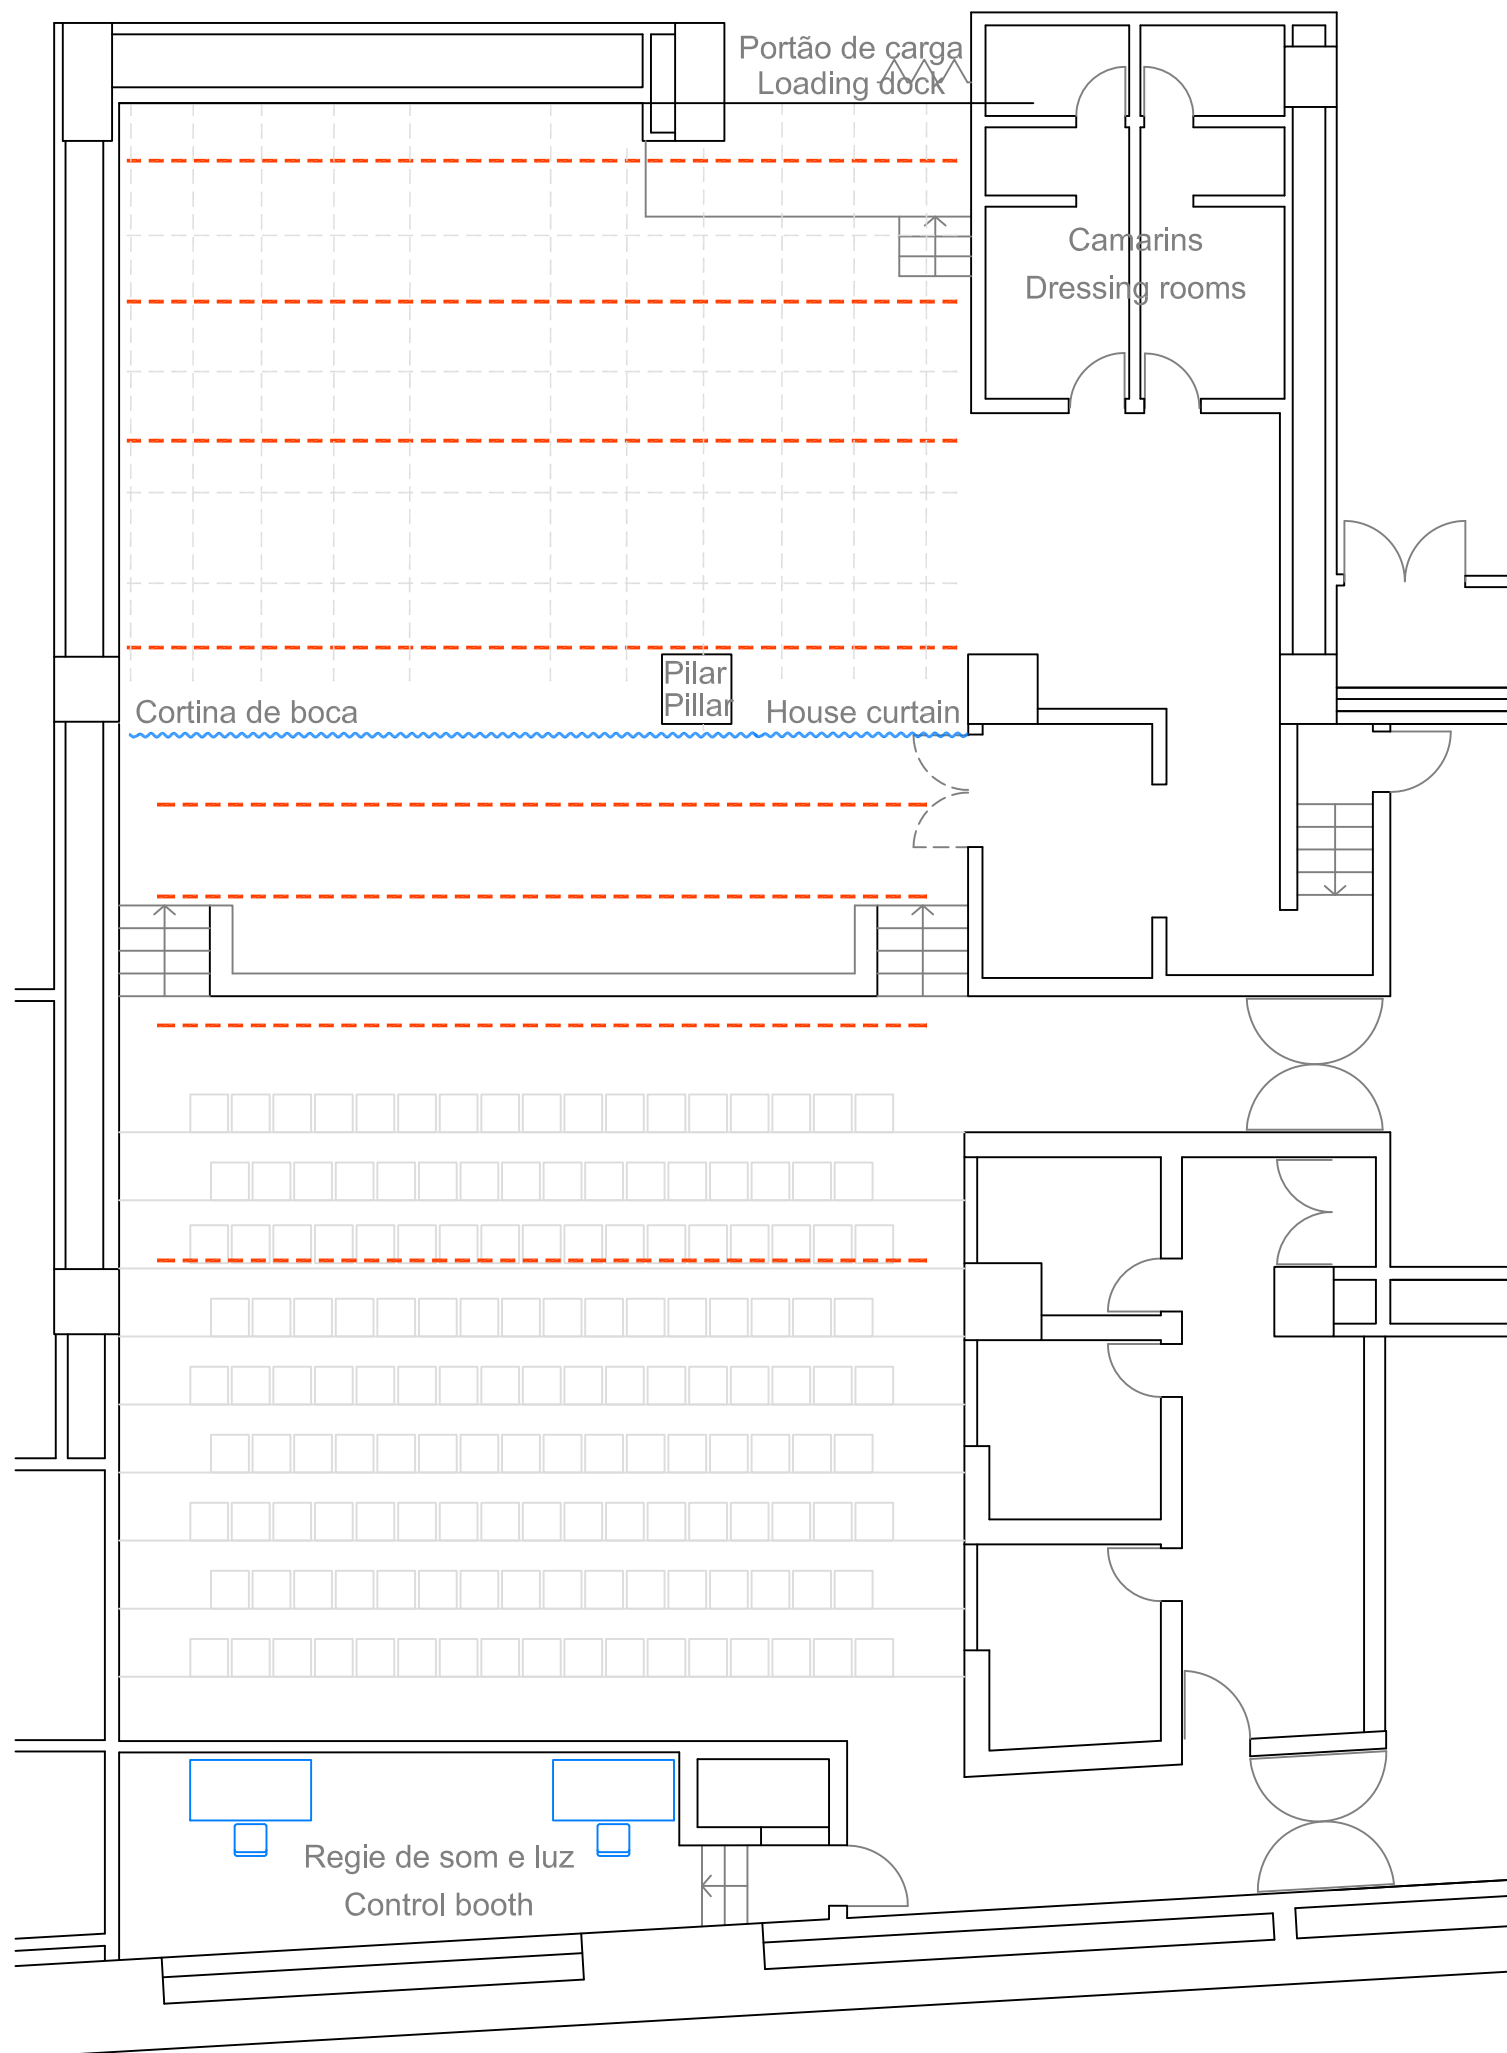 Portão de carga
Loading dock
Camarins
Dressing rooms
Pilar
Pillar
Cortina de boca
House curtain
Regie de som e luz
Control booth